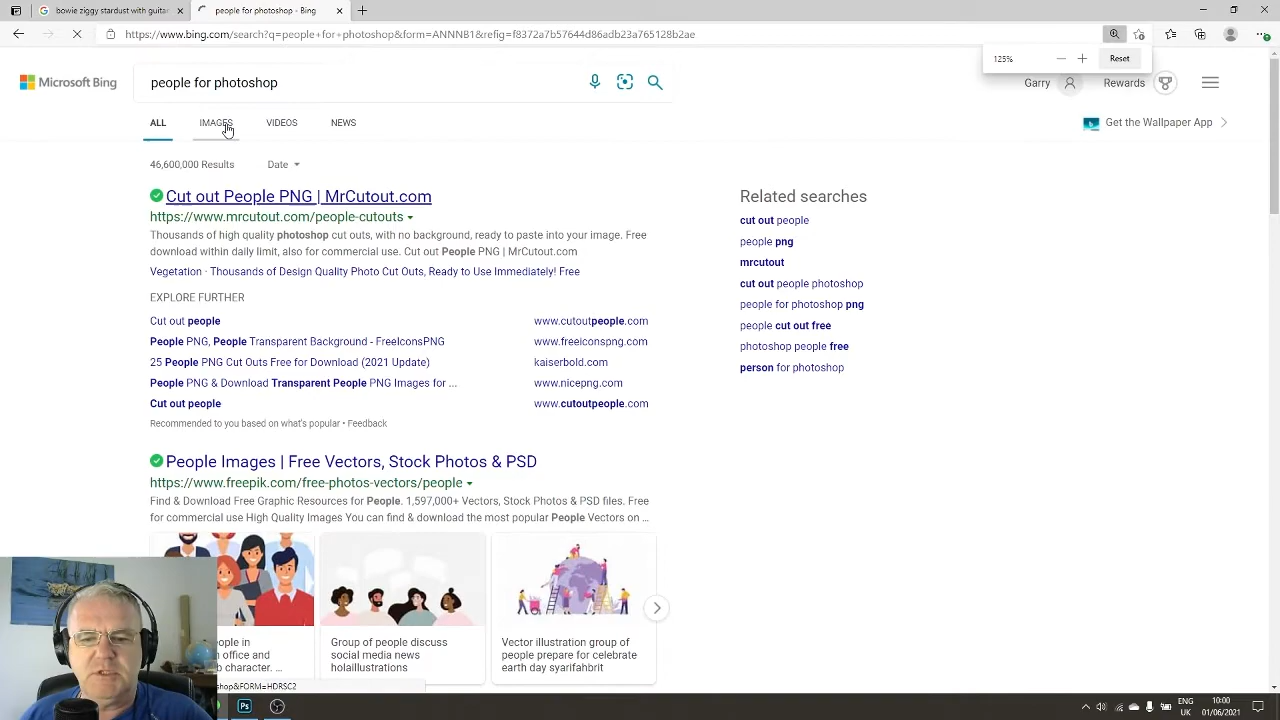 bowie ziggy stardust with guitar
people for photoshop - Bing
https://www.bing.com/search?q=people+for+photoshop&form=ANNNB1&refig=f8372a7b57644d86adb23a765128b2ae
125%
Reset
Microsoft Bing
people for photoshop
Garry
Rewards
ALL
IMAGES
VIDEOS
NEWS
Get the Wallpaper App
46,600,000 Results
Date
Cut out People PNG | MrCutout.com
https://www.mrcutout.com/people-cutouts
Thousands of high quality photoshop cut outs, with no background, ready to paste into your image. Free
download within daily limit, also for commercial use. Cut out People PNG | MrCutout.com
Vegetation · Thousands of Design Quality Photo Cut Outs, Ready to Use Immediately! Free
EXPLORE FURTHER
Cut out people
www.cutoutpeople.com
People PNG, People Transparent Background - FreeIconsPNG
www.freeiconspng.com
25 People PNG Cut Outs Free for Download (2021 Update)
kaiserbold.com
People PNG & Download Transparent People PNG Images for ...
www.nicepng.com
Cut out people
www.cutoutpeople.com
Recommended to you based on what's popular • Feedback
People Images | Free Vectors, Stock Photos & PSD
https://www.freepik.com/free-photos-vectors/people
Find & Download Free Graphic Resources for People. 1,597,000+ Vectors, Stock Photos & PSD files. Free
for commercial use High Quality Images You can find & download the most popular People Vectors on ...
Related searches
cut out people
people png
mrcutout
cut out people photoshop
people for photoshop png
people cut out free
photoshop people free
person for photoshop
ople in
office and
b character. ...
Group of people discuss
social media news
holaillustrations
Vector illustration group of
people prepare for celebrate
earth day syarifahbrit
shop&FORM=HDRSC2
Ps
ENG
UK
10:00
01/06/2021